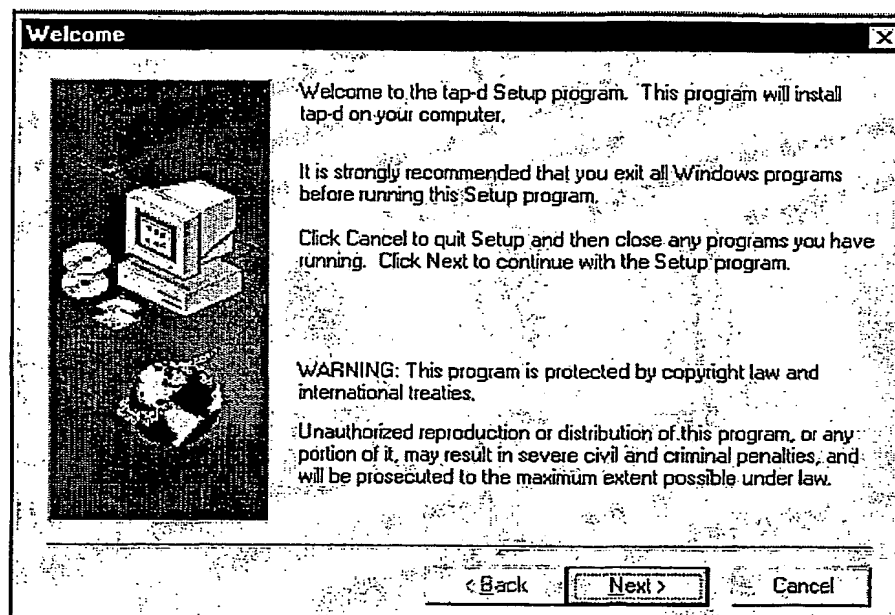 Welcome
Welcome to the tap-d Setup program. This program will install
tap-d on your computer.
It is strongly recommended that you exit all Windows programs
before running this Setup program.
Click Cancel to quit Setup and then close any programs you have
running. Click Next to continue with the Setup program.
WARNING: This program is protected by copyright law and
international treaties.
Unauthorized reproduction or distribution of this program, or any
portion of it, may result in severe civil and criminal penalties, and
will be prosecuted to the maximum extent possible under law.
< Back Next > Cancel